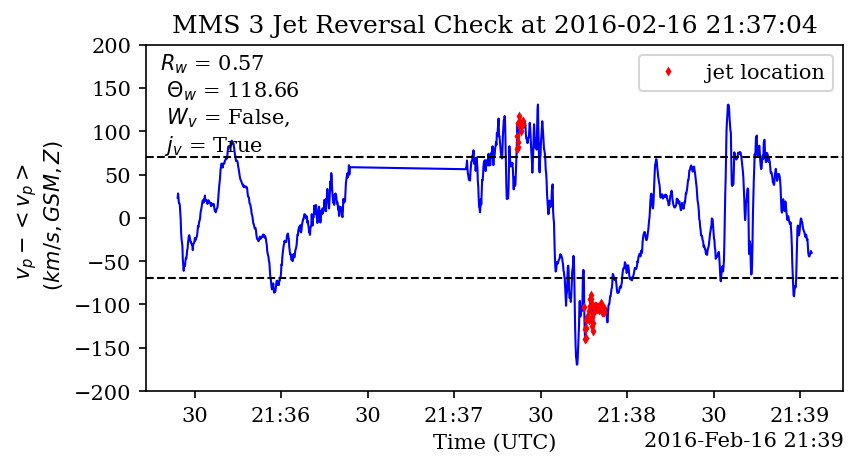 MMS 3 Jet Reversal Check at 2016-02-16 21:37:04
R_w = 0.57
Θ_w = 118.66
W_v = False,
j_v = True
jet location
200
150
100
50
0
−50
−100
−150
−200
v_p − < v_p >
(km/s, GSM, Z)
30 21:36 30 21:37 30 21:38 30 21:39
Time (UTC)
2016-Feb-16 21:39